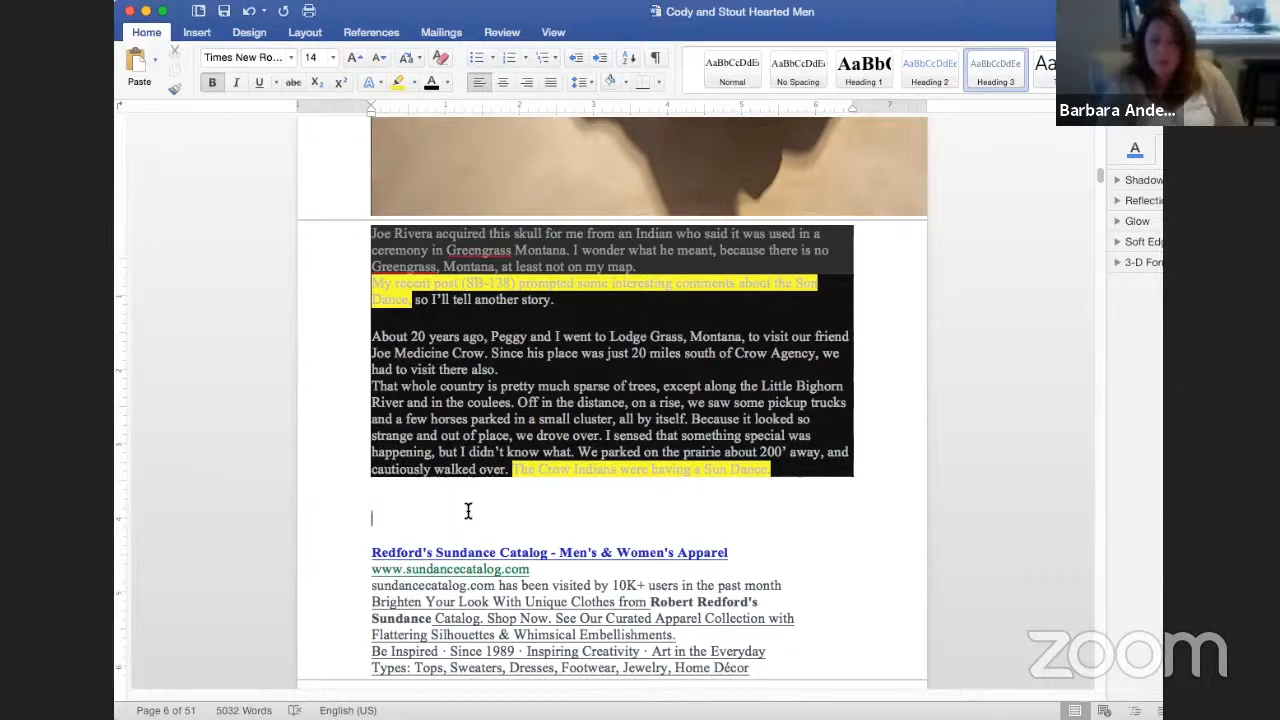 Cody and Stout Hearted Men
Home Insert Design Layout References Mailings Review View
Times New Ro... 14
Paste
AaBbCcDdEe AaBbCcDdEe AaBbC AaBbCcDdEe AaBbCcDdEe Aa
Normal No Spacing Heading 1 Heading 2 Heading 3
Barbara Ande...
Joe Rivera acquired this skull for me from an Indian who said it was used in a
ceremony in Greengrass Montana. I wonder what he meant, because there is no
Greengrass, Montana, at least not on my map.
My recent post (SB-138) prompted some interesting comments about the Sun
Dance, so I'll tell another story.
About 20 years ago, Peggy and I went to Lodge Grass, Montana, to visit our friend
Joe Medicine Crow. Since his place was just 20 miles south of Crow Agency, we
had to visit there also.
That whole country is pretty much sparse of trees, except along the Little Bighorn
River and in the coulees. Off in the distance, on a rise, we saw some pickup trucks
and a few horses parked in a small cluster, all by itself. Because it looked so
strange and out of place, we drove over. I sensed that something special was
happening, but I didn't know what. We parked on the prairie about 200' away, and
cautiously walked over. The Crow Indians were having a Sun Dance.
Redford's Sundance Catalog - Men's & Women's Apparel
www.sundancecatalog.com
sundancecatalog.com has been visited by 10K+ users in the past month
Brighten Your Look With Unique Clothes from Robert Redford's
Sundance Catalog. Shop Now. See Our Curated Apparel Collection with
Flattering Silhouettes & Whimsical Embellishments.
Be Inspired · Since 1989 · Inspiring Creativity · Art in the Everyday
Types: Tops, Sweaters, Dresses, Footwear, Jewelry, Home Décor
Shadow
Reflecti
Glow
Soft Edg
3-D For
zoom
Page 6 of 51 5032 Words English (US)